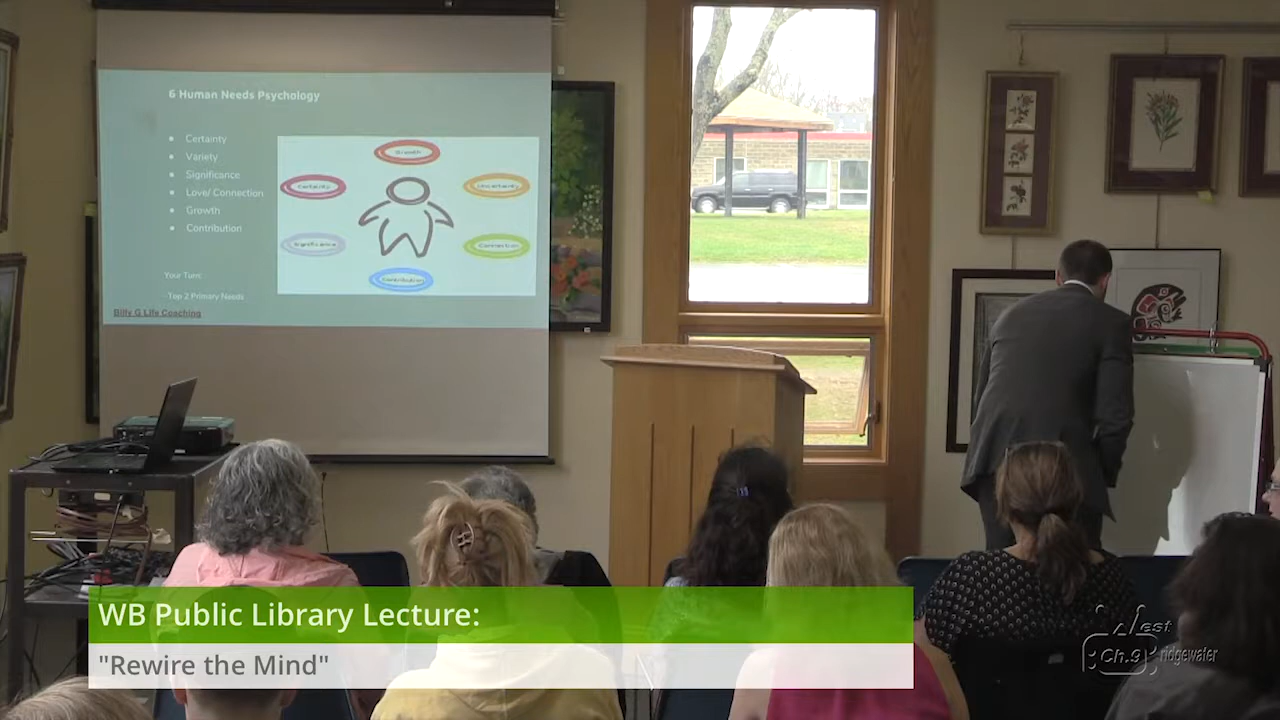 6 Human Needs Psychology
Certainty
Variety
Significance
Love/ Connection
Growth
Contribution
Growth
Certainty
Uncertainty
Significance
Connection
Contribution
Your Turn:
- Top 2 Primary Needs
Billy G Life Coaching
WB Public Library Lecture:
"Rewire the Mind"
West
Ch.9 Bridgewater